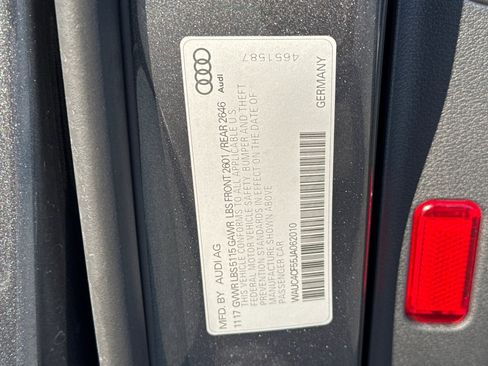 4651587
Audi
MFD. BY AUDI AG
GERMANY
1117 GVWR LBS 5115 GAWR LBS FRONT 2601 / REAR 2646
THIS VEHICLE CONFORMS TO ALL APPLICABLE U.S.
FEDERAL MOTOR VEHICLE SAFETY, BUMPER AND THEFT
PREVENTION STANDARDS IN EFFECT ON THE DATE OF
MANUFACTURE SHOWN ABOVE
PASSENGER CAR
WAUC4CF55JA062010